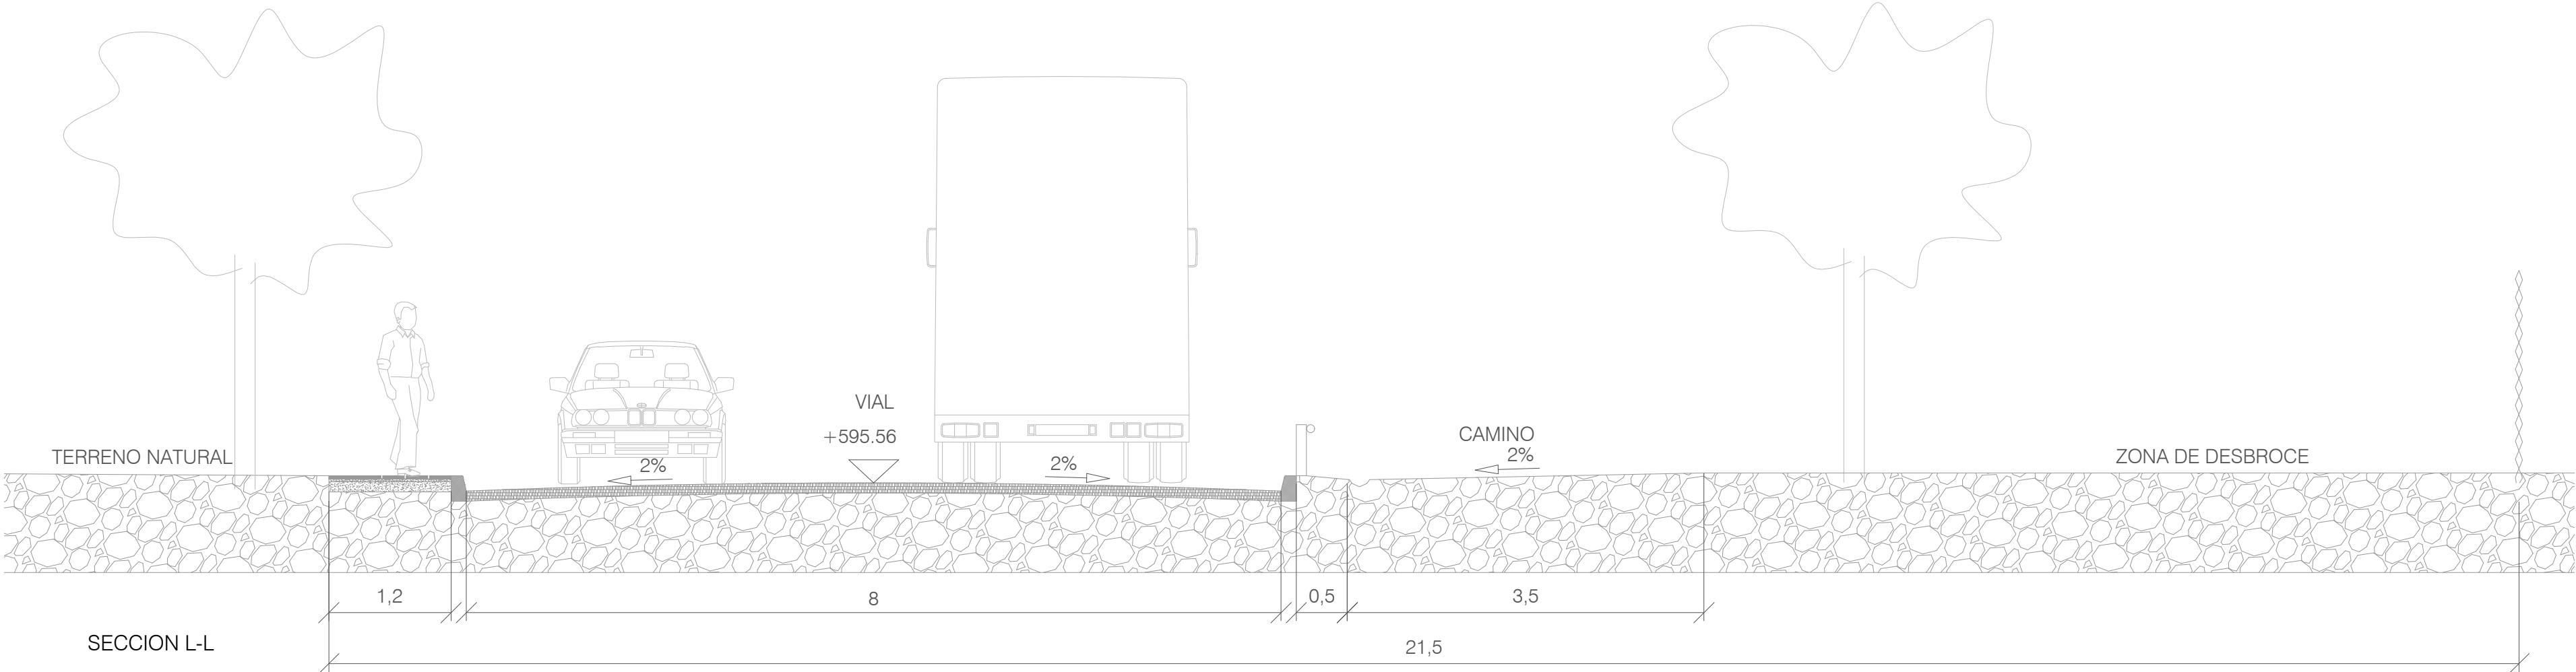 VIAL
+595.56
CAMINO
2%
TERRENO NATURAL
2%
2%
ZONA DE DESBROCE
1,2
8
0,5
3,5
SECCION L-L
21,5